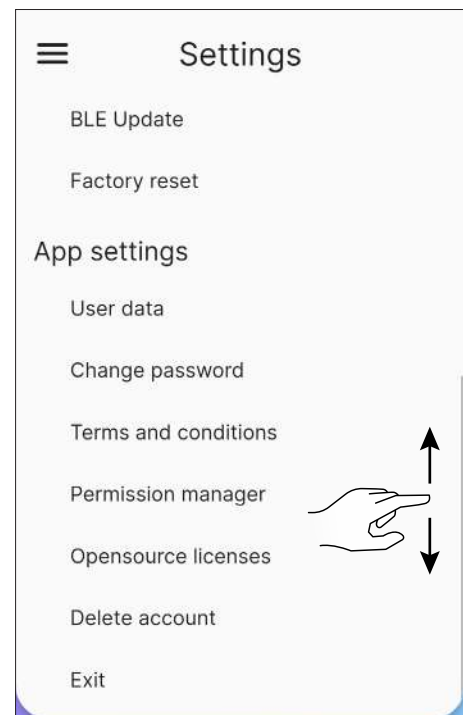 Settings
BLE Update
Factory reset
App settings
User data
Change password
Terms and conditions
Permission manager
Opensource licenses
Delete account
Exit